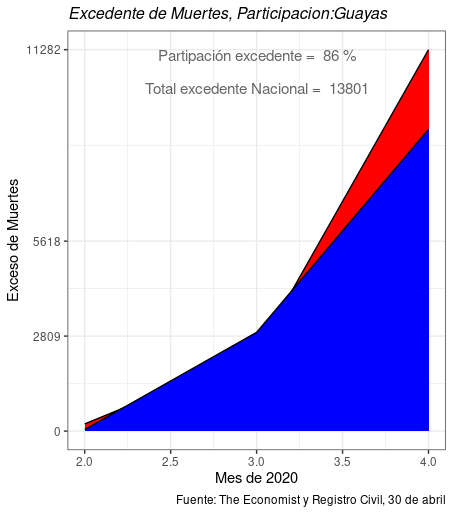 Excedente de Muertes, Participacion:Guayas
Partipación excedente =  86 %
Total excedente Nacional =  13801
Exceso de Muertes
11282
5618
2809
0
2.0 2.5 3.0 3.5 4.0
Mes de 2020
Fuente: The Economist y Registro Civil, 30 de abril